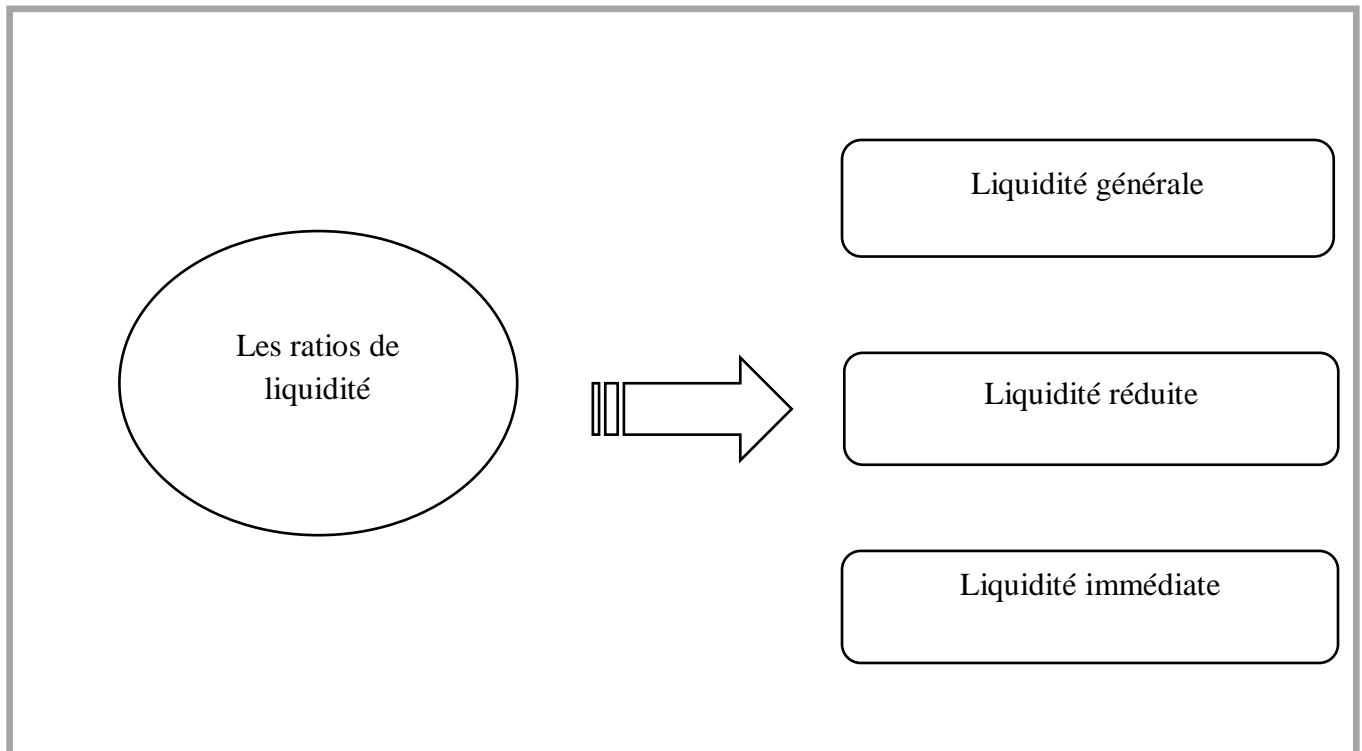 Les ratios de
liquidité
Liquidité générale
Liquidité réduite
Liquidité immédiate